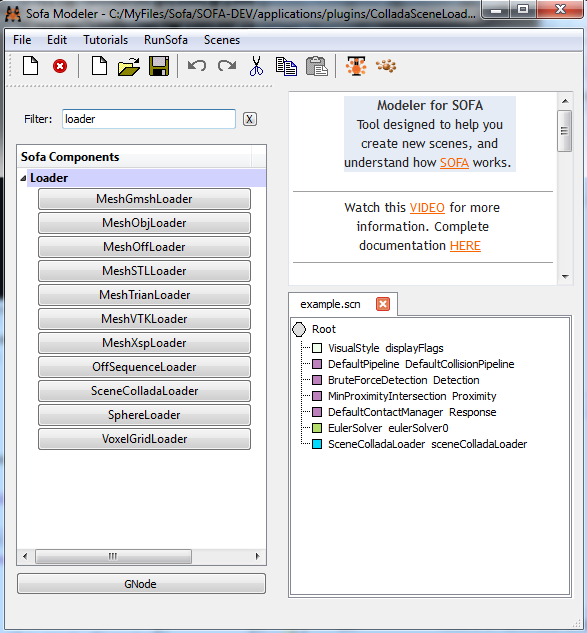 Sofa Modeler - C:/MyFiles/Sofa/SOFA-DEV/applications/plugins/ColladaSceneLoad...
File Edit Tutorials RunSofa Scenes
Filter: loader X
Sofa Components
Loader
MeshGmshLoader
MeshObjLoader
MeshOffLoader
MeshSTLLoader
MeshTrianLoader
MeshVTKLoader
MeshXspLoader
OffSequenceLoader
SceneColladaLoader
SphereLoader
VoxelGridLoader
GNode
Modeler for SOFA
Tool designed to help you
create new scenes, and
understand how SOFA works.
Watch this VIDEO for more
information. Complete
documentation HERE
example.scn
Root
VisualStyle displayFlags
DefaultPipeline DefaultCollisionPipeline
BruteForceDetection Detection
MinProximityIntersection Proximity
DefaultContactManager Response
EulerSolver eulerSolver0
SceneColladaLoader sceneColladaLoader